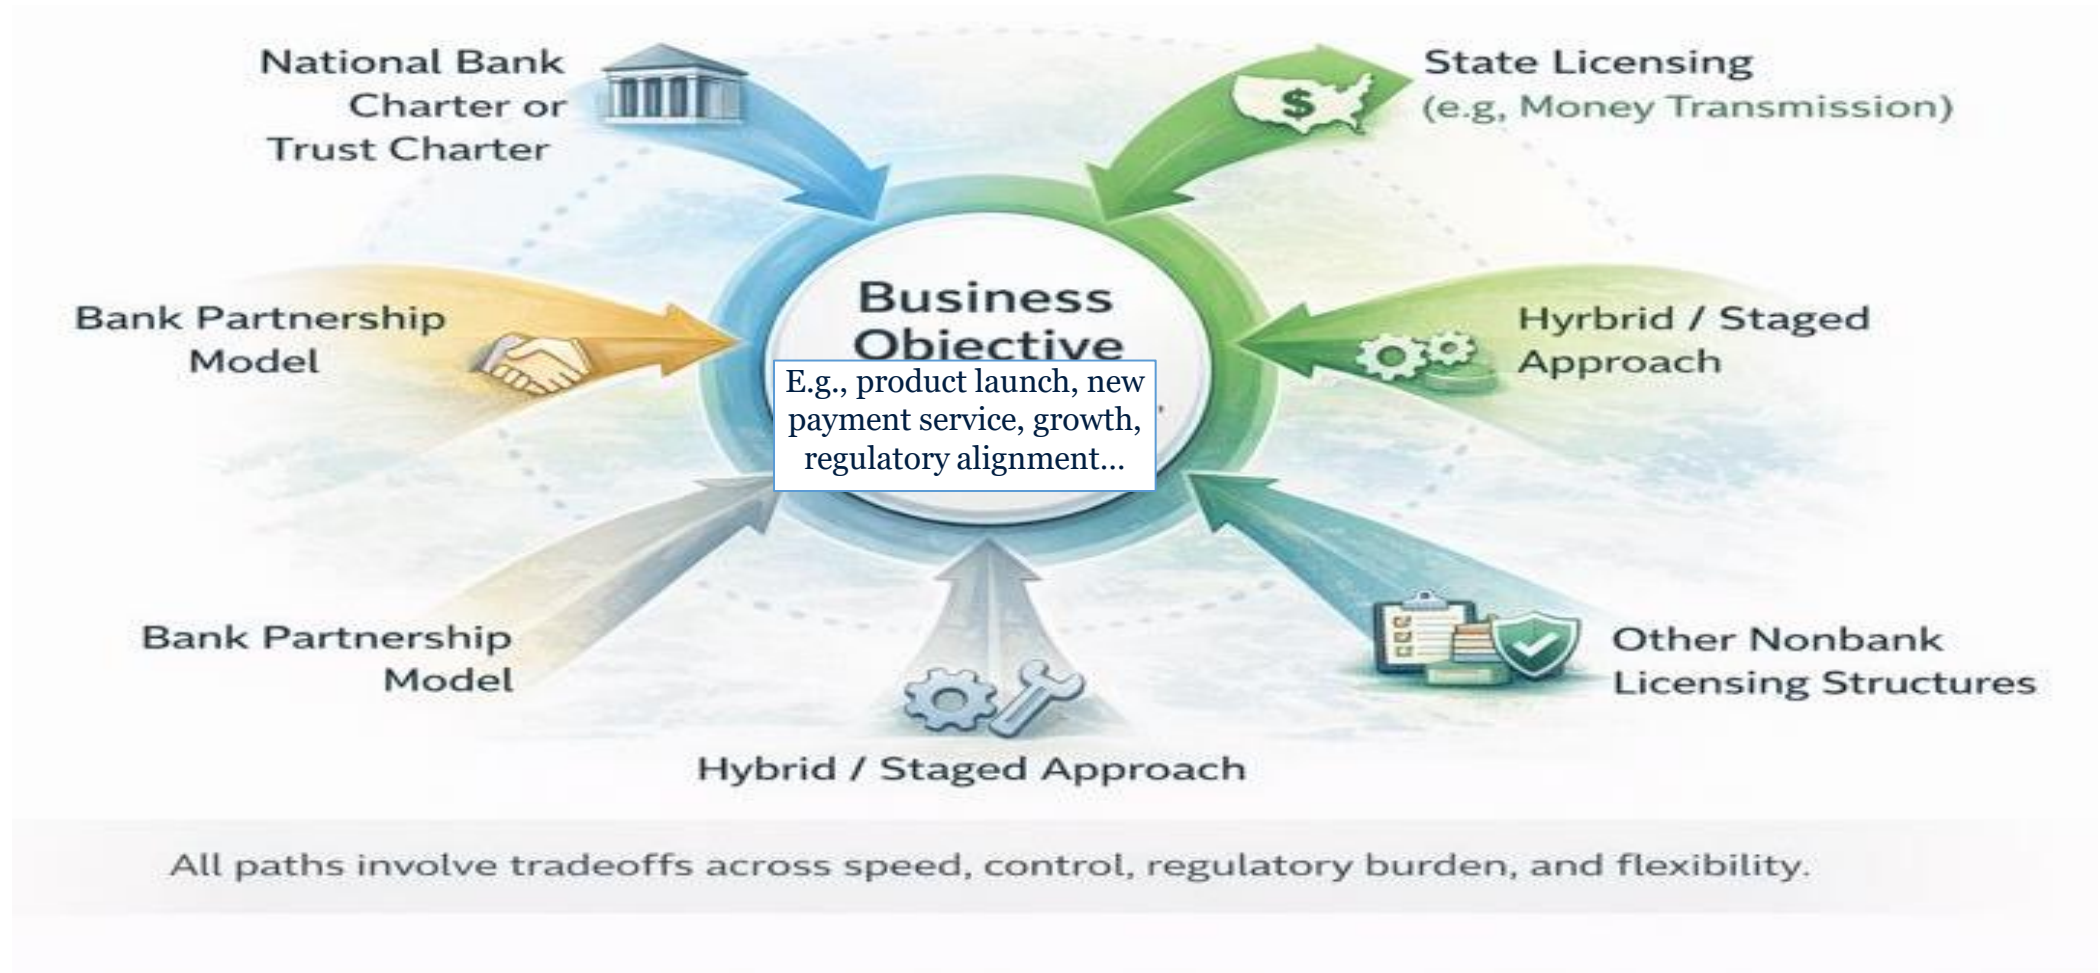 National Bank
Charter or
Trust Charter
State Licensing
(e.g, Money Transmission)
Bank Partnership
Model
Business
Objective
E.g., product launch, new
payment service, growth,
regulatory alignment...
Hyrbrid / Staged
Approach
Bank Partnership
Model
Hybrid / Staged Approach
Other Nonbank
Licensing Structures
All paths involve tradeoffs across speed, control, regulatory burden, and flexibility.
$